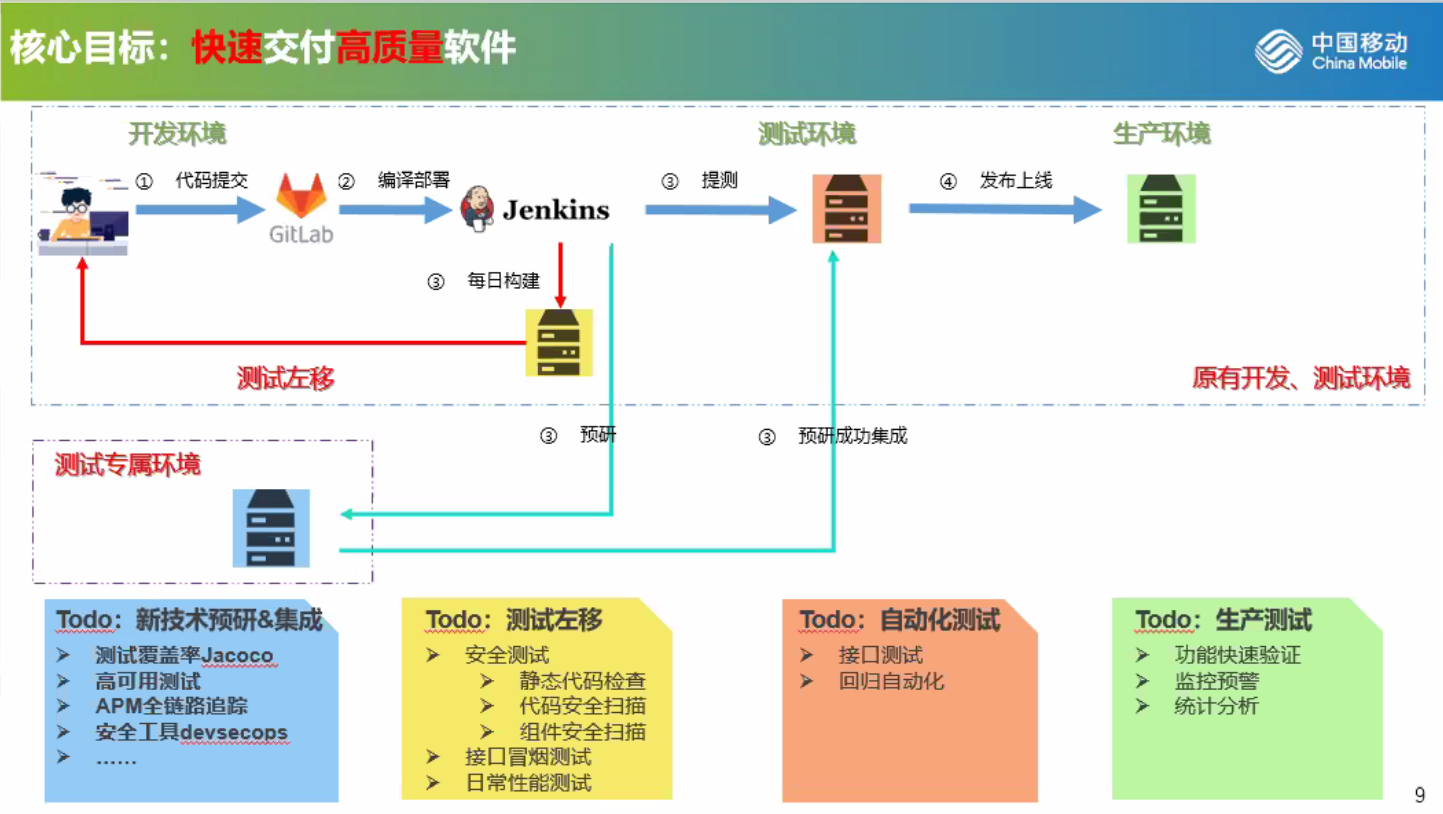 核心目标：快速交付高质量软件
中国移动
China Mobile
开发环境
测试环境
生产环境
① 代码提交
② 编译部署
③ 提测
④ 发布上线
GitLab
Jenkins
③ 每日构建
测试左移
原有开发、测试环境
③ 预研
③ 预研成功集成
测试专属环境
Todo：新技术预研&集成
➢ 测试覆盖率Jacoco
➢ 高可用测试
➢ APM全链路追踪
➢ 安全工具devsecops
➢ ……
Todo：测试左移
➢ 安全测试
➢ 静态代码检查
➢ 代码安全扫描
➢ 组件安全扫描
➢ 接口冒烟测试
➢ 日常性能测试
Todo：自动化测试
➢ 接口测试
➢ 回归自动化
Todo：生产测试
➢ 功能快速验证
➢ 监控预警
➢ 统计分析
9